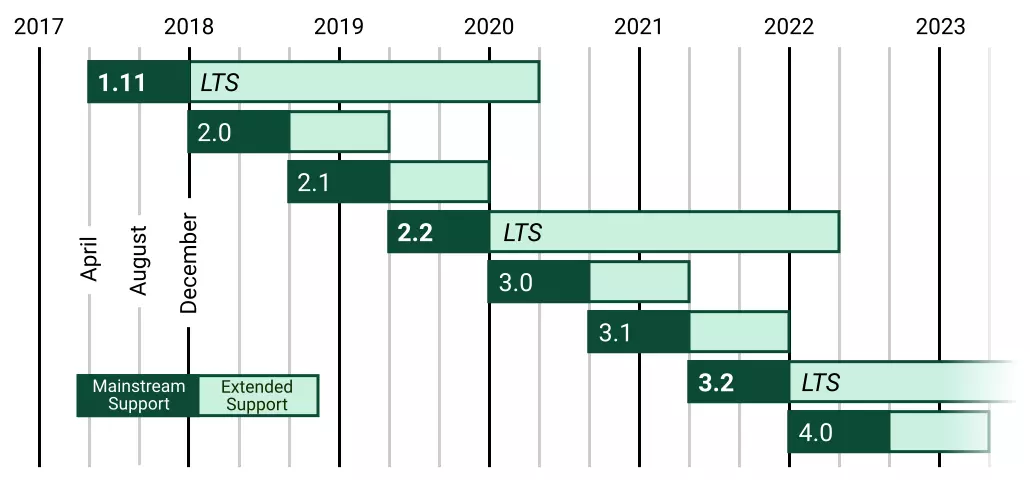 2017 2018 2019 2020 2021 2022 2023
1.11 LTS
2.0
2.1
2.2 LTS
3.0
3.1
3.2 LTS
4.0
April
August
December
Mainstream
Support
Extended
Support